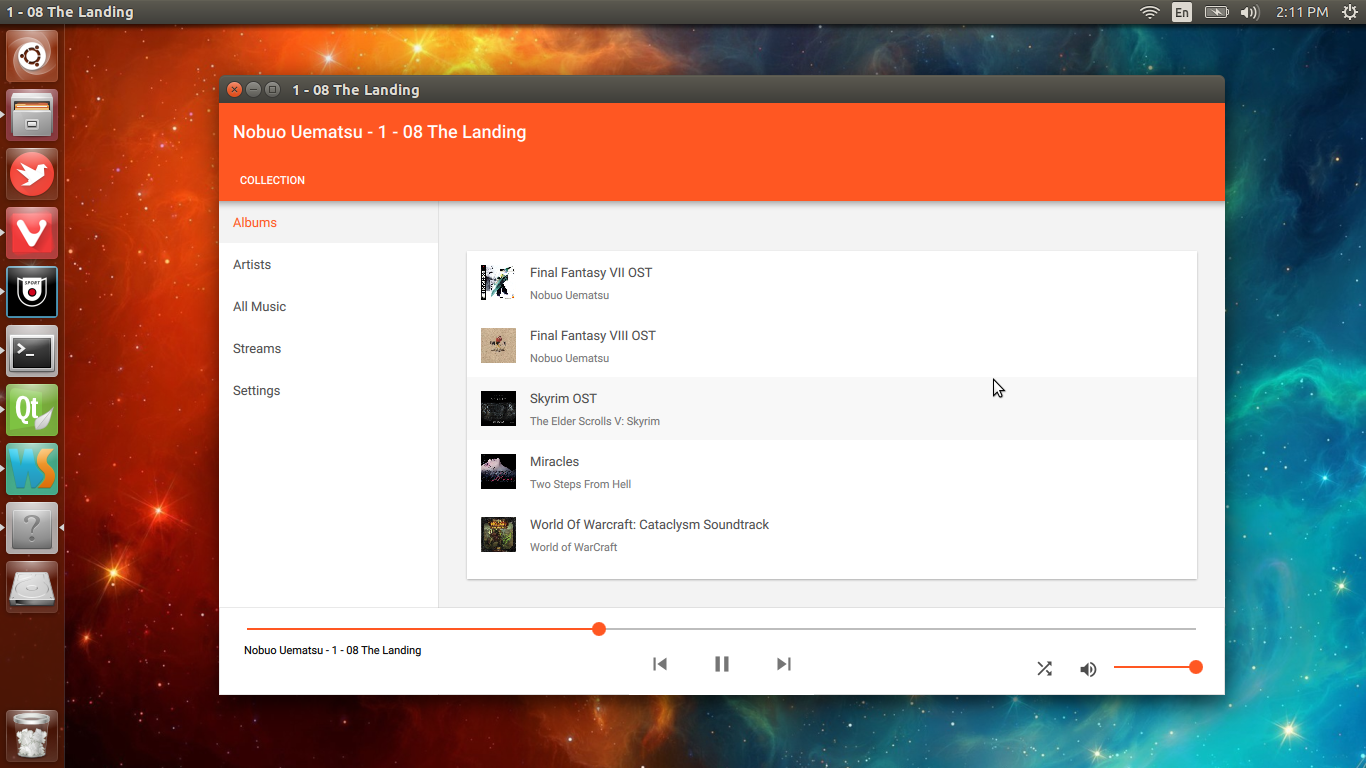 1 - 08 The Landing
En
2:11 PM
1 - 08 The Landing
Nobuo Uematsu - 1 - 08 The Landing
COLLECTION
Albums
Artists
All Music
Streams
Settings
Final Fantasy VII OST
Nobuo Uematsu
Final Fantasy VIII OST
Nobuo Uematsu
Skyrim OST
The Elder Scrolls V: Skyrim
Miracles
Two Steps From Hell
World Of Warcraft: Cataclysm Soundtrack
World of WarCraft
Nobuo Uematsu - 1 - 08 The Landing
SPORT
>_
Qt
WS
?